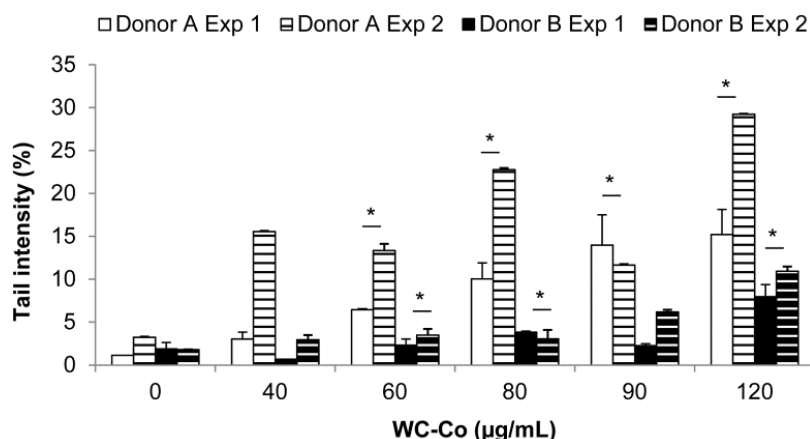 Donor A Exp 1 Donor A Exp 2 Donor B Exp 1 Donor B Exp 2
35
30
25
20
15
10
5
0
Tail intensity (%)
* * * * * * *
0 40 60 80 90 120
WC-Co (µg/mL)